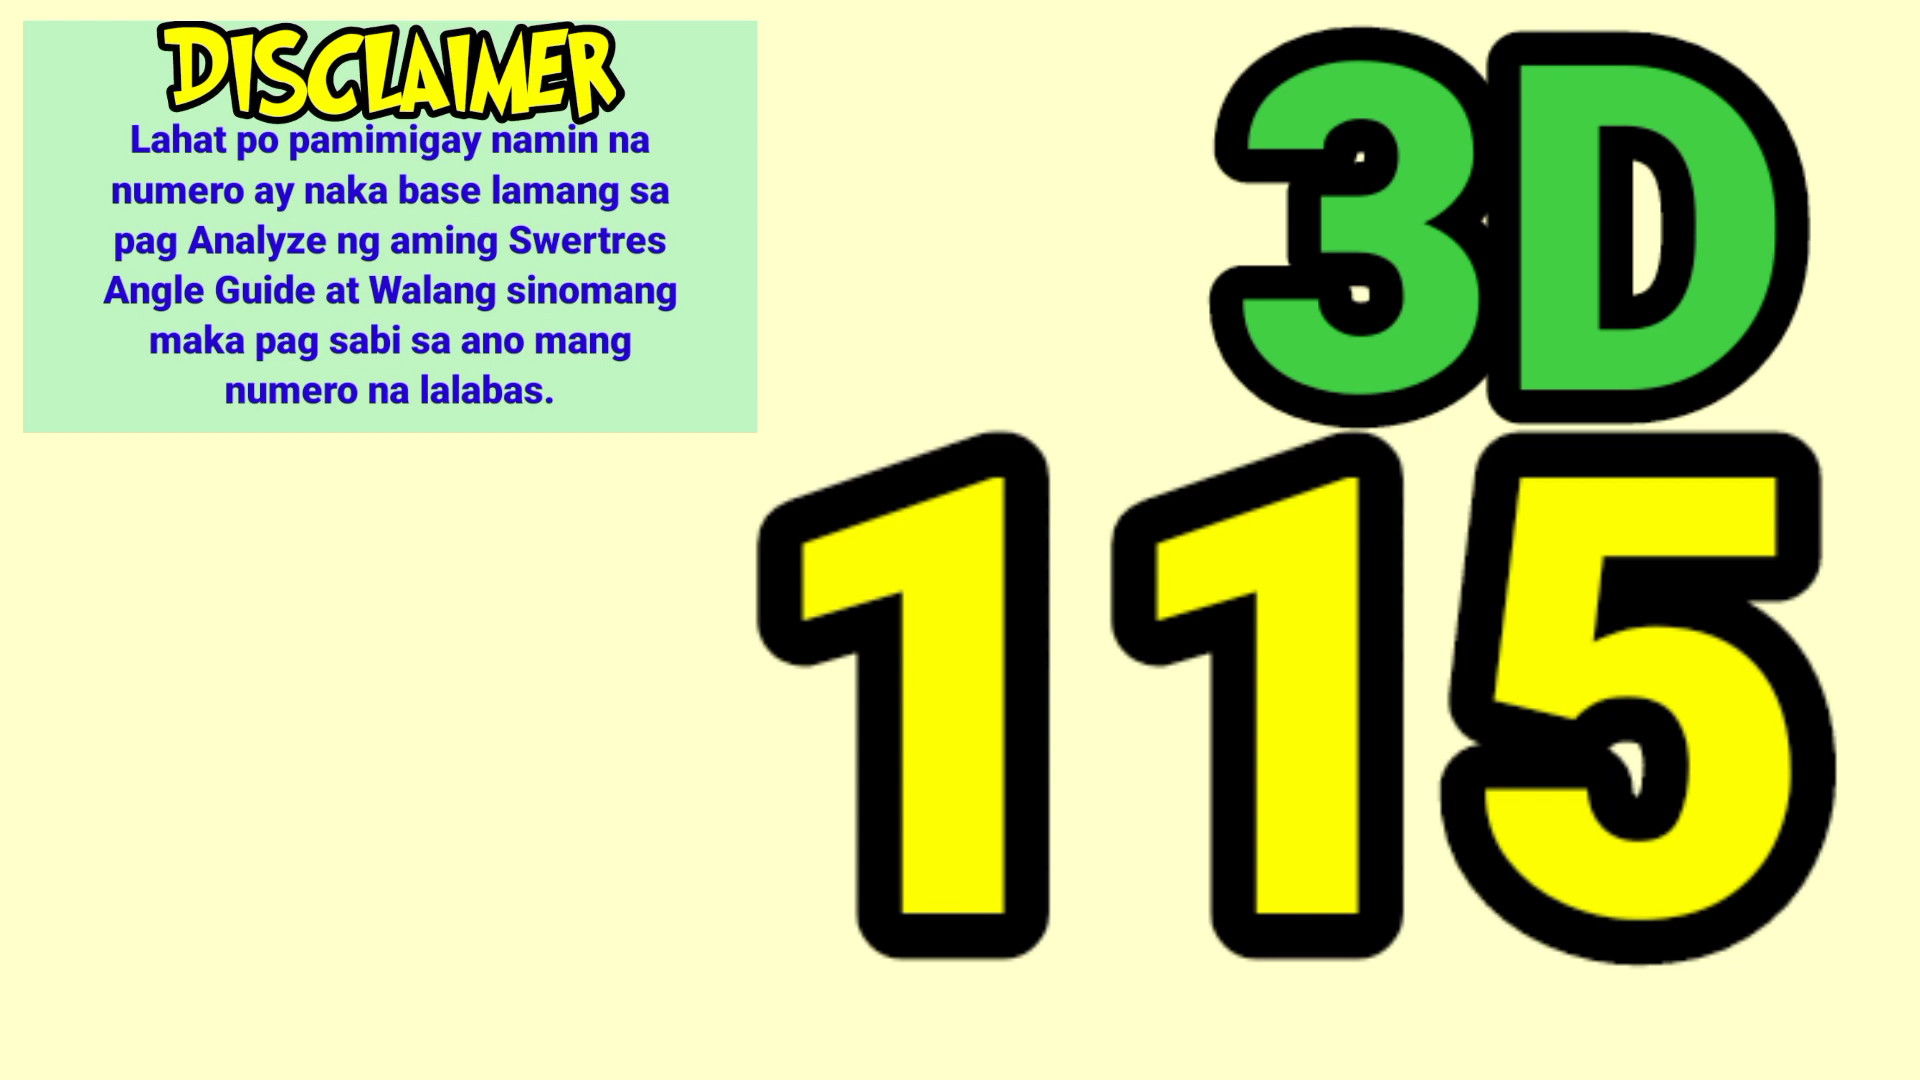 DISCLAIMER
Lahat po pamimigay namin na
numero ay naka base lamang sa
pag Analyze ng aming Swertres
Angle Guide at Walang sinomang
maka pag sabi sa ano mang
numero na lalabas.
3D
115